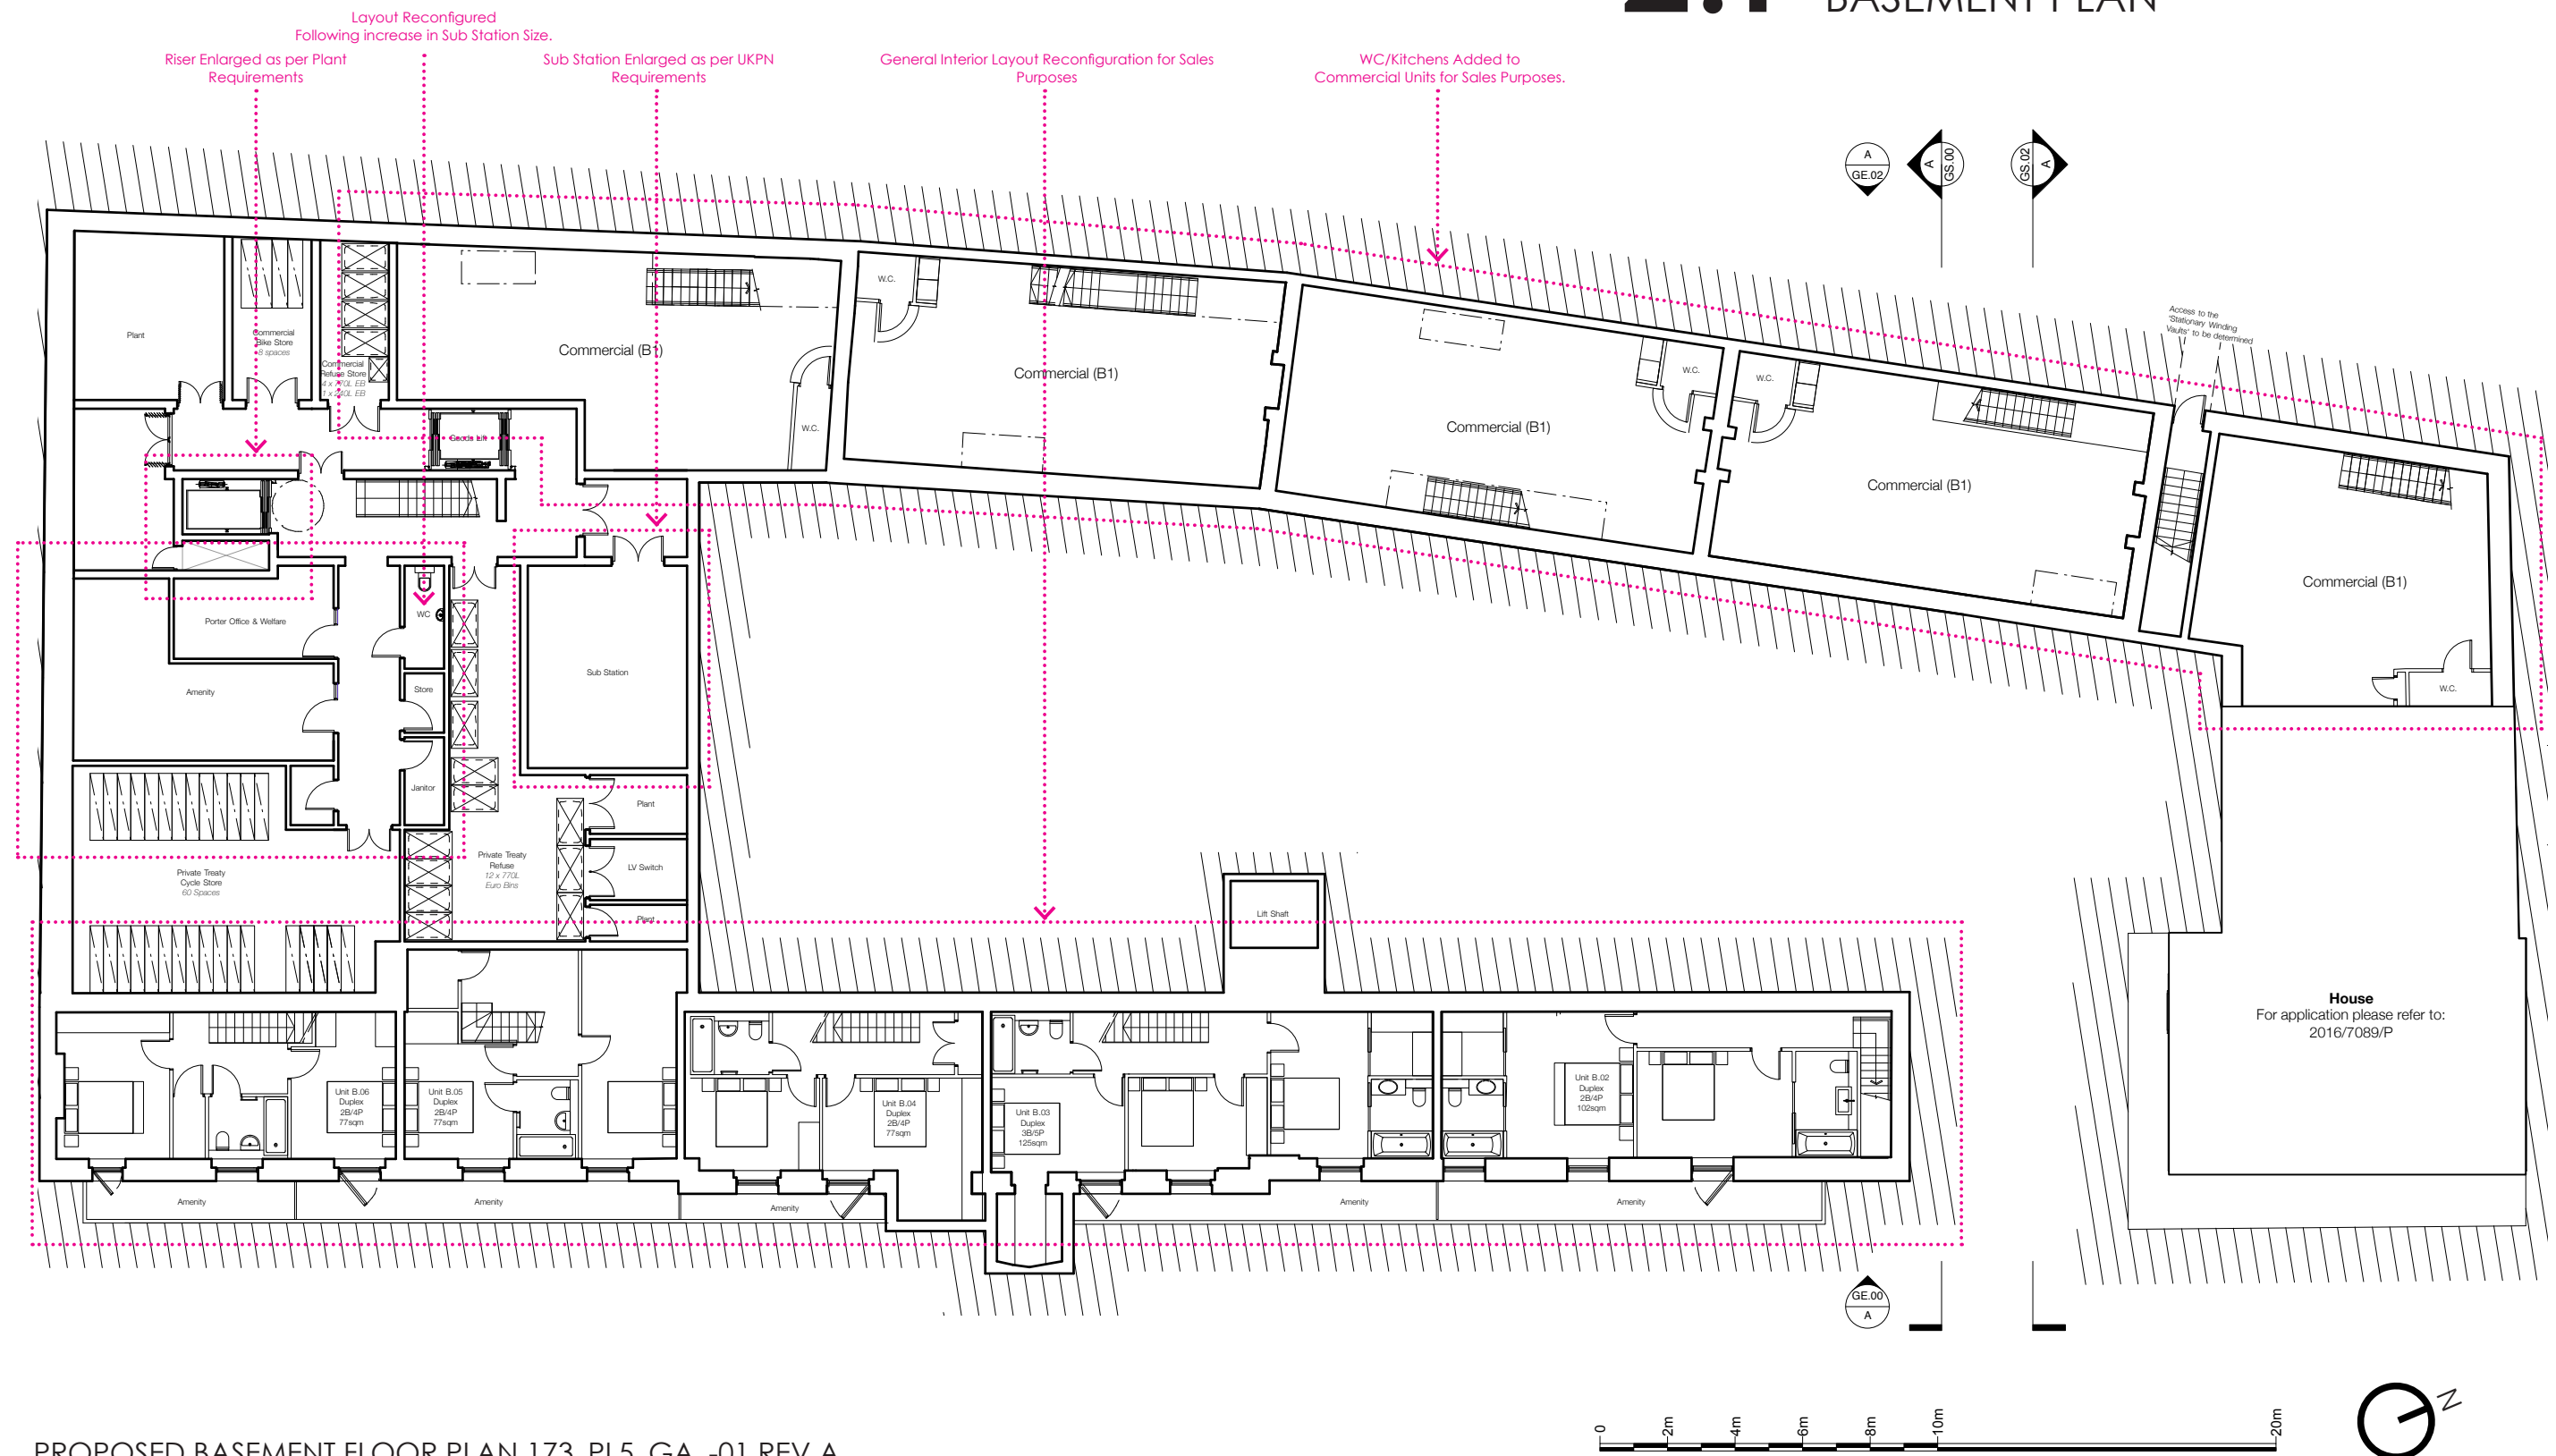 2.1 BASEMENT PLAN
Layout Reconfigured
Following increase in Sub Station Size.
Riser Enlarged as per Plant
Requirements
Sub Station Enlarged as per UKPN
Requirements
General Interior Layout Reconfiguration for Sales
Purposes
WC/Kitchens Added to
Commercial Units for Sales Purposes.
A
GE.02
A
GS.00
GS.02
A
Access to the
'Stationary Winding
Vaults' to be determined
Plant
Commercial
Bike Store
8 spaces
Commercial
Refuse Store
4 x 770L EB
1 x 240L EB
Commercial (B1)
W.C.
W.C.
Commercial (B1)
Commercial (B1)
W.C.
W.C.
Commercial (B1)
Commercial (B1)
W.C.
Goods Lift
WC
Porter Office & Welfare
Amenity
Store
Janitor
Sub Station
Plant
LV Switch
Plant
Private Treaty
Cycle Store
60 Spaces
Private Treaty
Refuse
12 x 770L
Euro Bins
Lift Shaft
House
For application please refer to:
2016/7089/P
Unit B.06
Duplex
2B/4P
77sqm
Unit B.05
Duplex
2B/4P
77sqm
Unit B.04
Duplex
2B/4P
77sqm
Unit B.03
Duplex
3B/5P
125sqm
Unit B.02
Duplex
2B/4P
102sqm
Amenity
Amenity
Amenity
Amenity
Amenity
GE.00
A
0 2m 4m 6m 8m 10m 20m
N
PROPOSED BASEMENT FLOOR PLAN 173_PL5_GA_-01 REV A